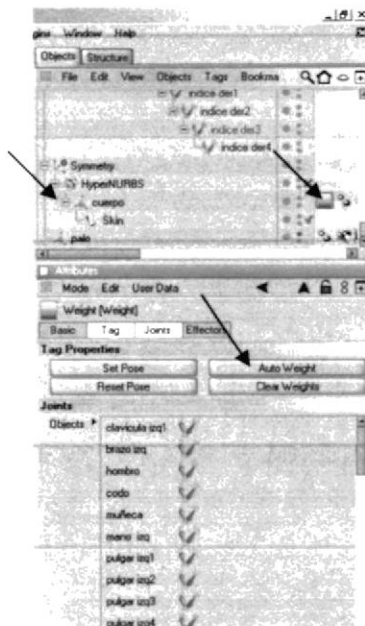 gins Window Help
Objects Structure
File Edit View Objects Tags Bookma
indice der1
indice der2
indice der3
indice der4
Symmetry
HyperNURBS
cuerpo
Skin
palo
Attributes
Mode Edit User Data
Weight [Weight]
Basic Tag Joints Effectors
Tag Properties
Set Pose Auto Weight
Reset Pose Clear Weights
Joints
Objects clavicula izq1
brazo izq
hombro
codo
muñeca
mano izq
pulgar izq1
pulgar izq2
pulgar izq3
pulgar izq4